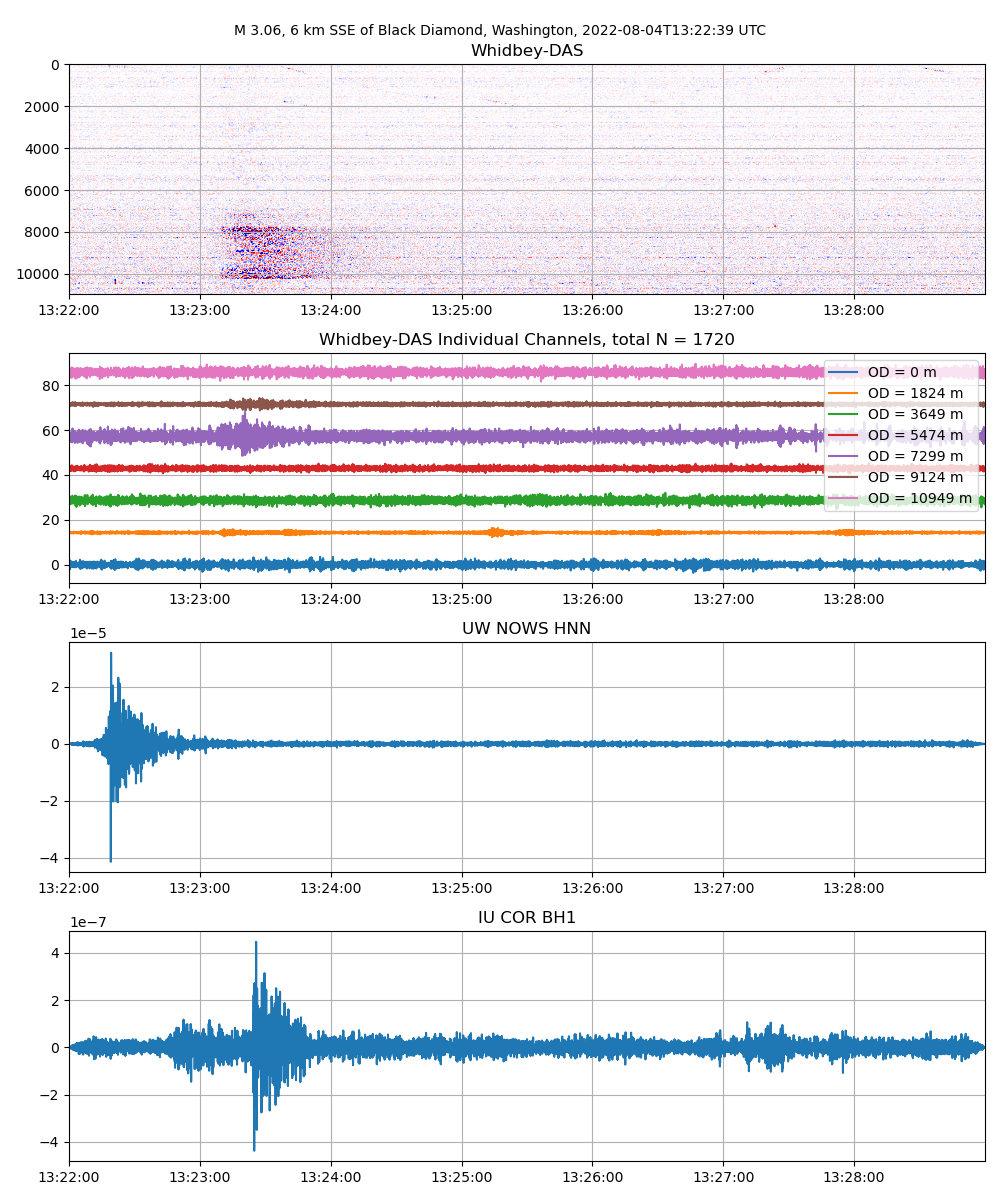 M 3.06, 6 km SSE of Black Diamond, Washington, 2022-08-04T13:22:39 UTC
Whidbey-DAS
0
2000
4000
6000
8000
10000
13:22:00 13:23:00 13:24:00 13:25:00 13:26:00 13:27:00 13:28:00
Whidbey-DAS Individual Channels, total N = 1720
80
60
40
20
0
OD = 0 m
OD = 1824 m
OD = 3649 m
OD = 5474 m
OD = 7299 m
OD = 9124 m
OD = 10949 m
13:22:00 13:23:00 13:24:00 13:25:00 13:26:00 13:27:00 13:28:00
1e−5
UW NOWS HNN
2
0
−2
−4
13:22:00 13:23:00 13:24:00 13:25:00 13:26:00 13:27:00 13:28:00
1e−7
IU COR BH1
4
2
0
−2
−4
13:22:00 13:23:00 13:24:00 13:25:00 13:26:00 13:27:00 13:28:00